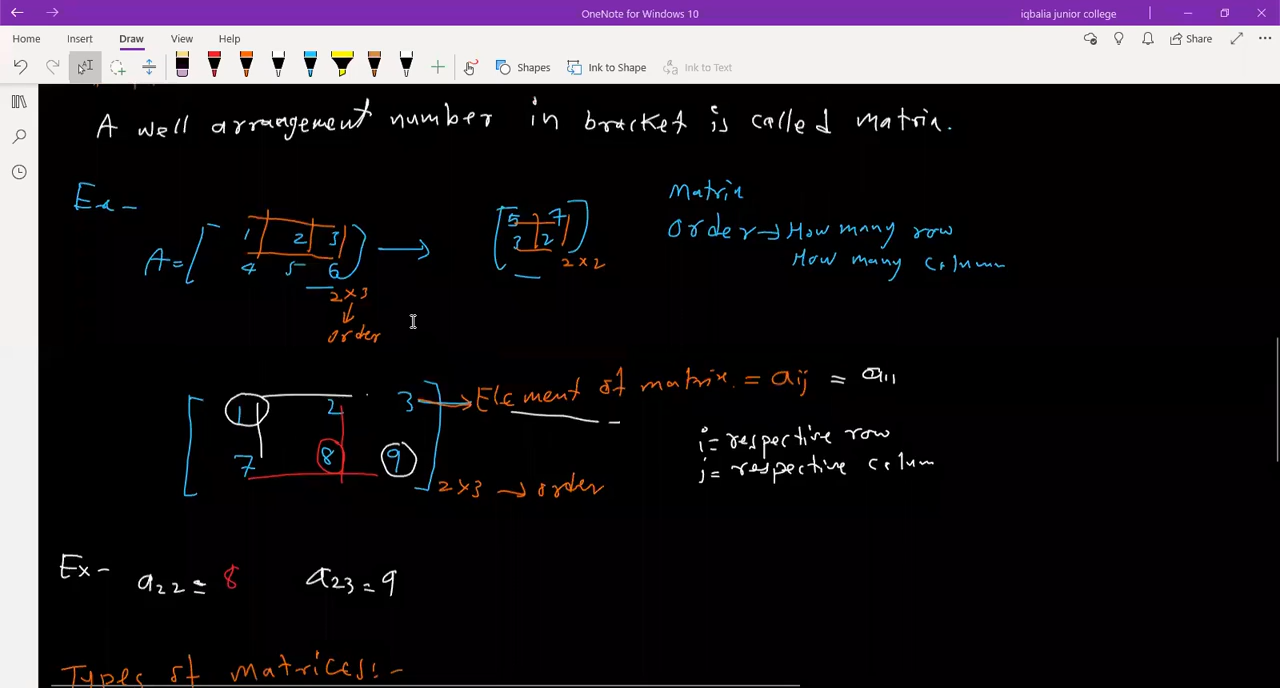 OneNote for Windows 10
iqbalia junior college
Home Insert Draw View Help
Share
Shapes Ink to Shape Ink to Text
A well arrangement number in bracket is called matrix.
Ex -
Matrix
order → How many row
How many column
A = [ 1 2 3 ] → [ 5 7 ]
4 5 6 3 2
2×3 2×2
↓
order
[ 1 2 3 → Element of matrix. = aij = a11
7 8 9 ]
2×3 → order
i = respective row
j = respective colum
Ex - a22 = 8 a23 = 9
Types of matrices:-